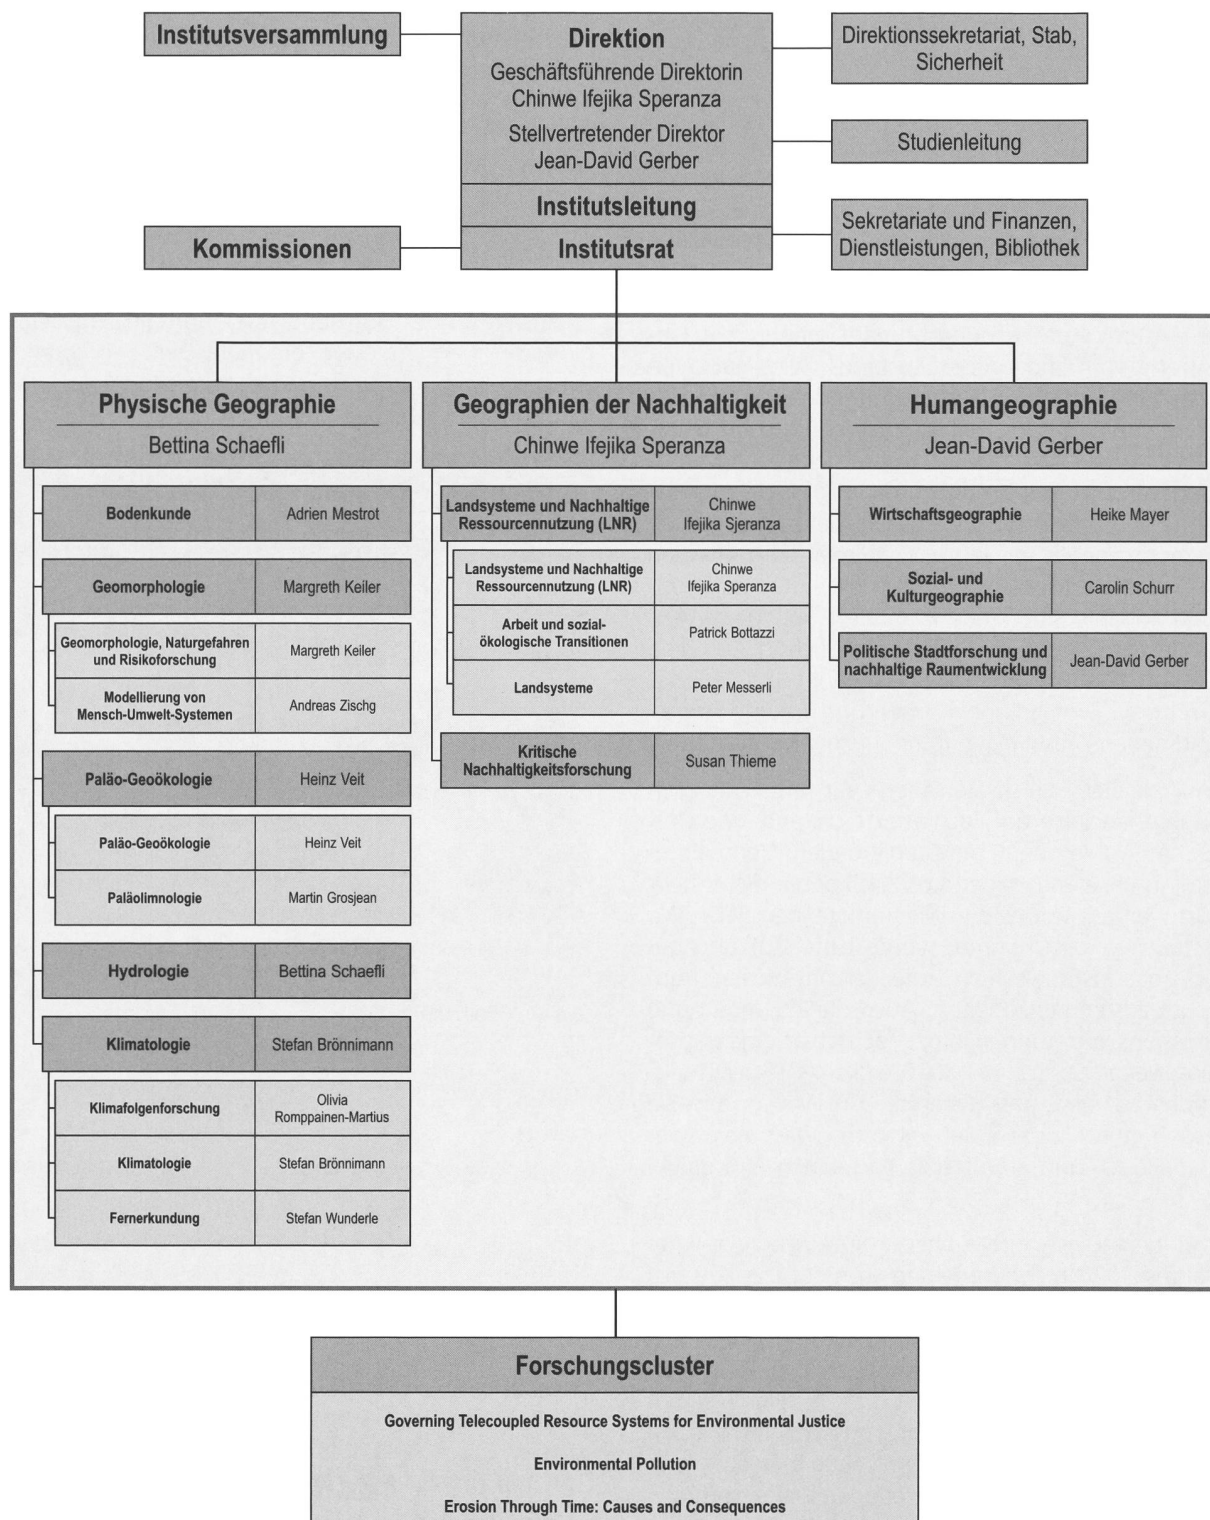 Institutsversammlung
Direktion
Geschäftsführende Direktorin
Chinwe Ifejika Speranza
Stellvertretender Direktor
Jean-David Gerber
Institutsleitung
Institutsrat
Direktionssekretariat, Stab,
Sicherheit
Studienleitung
Sekretariate und Finanzen,
Dienstleistungen, Bibliothek
Kommissionen
Physische Geographie
Bettina Schaefli
Bodenkunde
Adrien Mestrot
Geomorphologie
Margreth Keiler
Geomorphologie, Naturgefahren
und Risikoforschung
Margreth Keiler
Modellierung von
Mensch-Umwelt-Systemen
Andreas Zischg
Paläo-Geoökologie
Heinz Veit
Paläo-Geoökologie
Heinz Veit
Paläolimnologie
Martin Grosjean
Hydrologie
Bettina Schaefli
Klimatologie
Stefan Brönnimann
Klimafolgenforschung
Olivia
Romppainen-Martius
Klimatologie
Stefan Brönnimann
Fernerkundung
Stefan Wunderle
Geographien der Nachhaltigkeit
Chinwe Ifejika Speranza
Landsysteme und Nachhaltige
Ressourcennutzung (LNR)
Chinwe
Ifejika Sjeranza
Landsysteme und Nachhaltige
Ressourcennutzung (LNR)
Chinwe
Ifejika Speranza
Arbeit und sozial-
ökologische Transitionen
Patrick Bottazzi
Landsysteme
Peter Messerli
Kritische
Nachhaltigkeitsforschung
Susan Thieme
Humangeographie
Jean-David Gerber
Wirtschaftsgeographie
Heike Mayer
Sozial- und
Kulturgeographie
Carolin Schurr
Politische Stadtforschung und
nachhaltige Raumentwicklung
Jean-David Gerber
Forschungscluster
Governing Telecoupled Resource Systems for Environmental Justice
Environmental Pollution
Erosion Through Time: Causes and Consequences